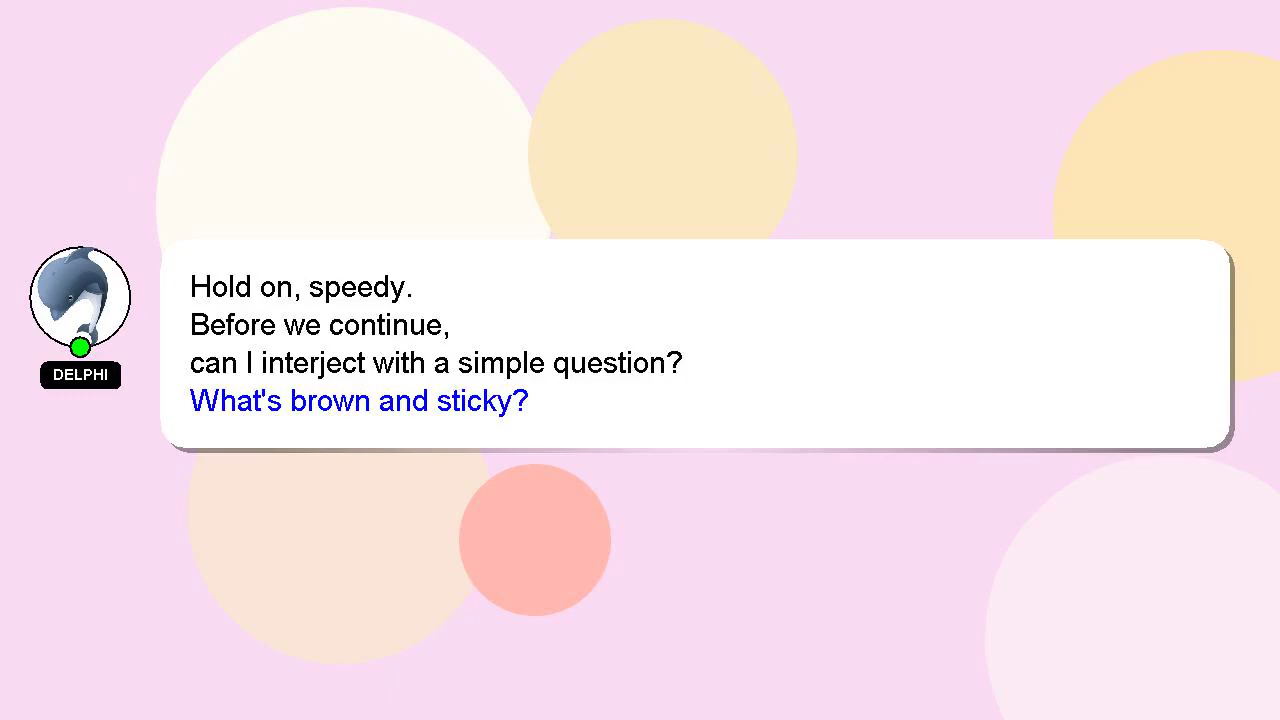 Hold on, speedy.
Before we continue,
can I interject with a simple question?
What's brown and sticky?
DELPHI